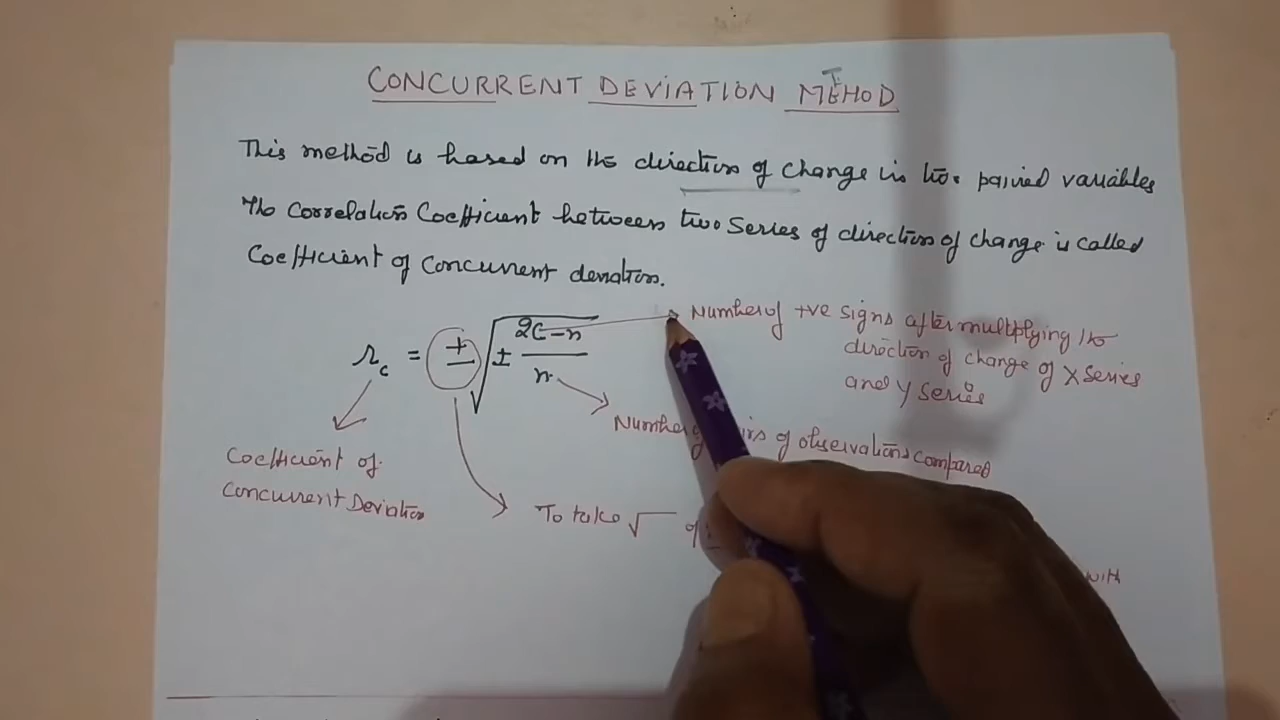 CONCURRENT DEVIATION METHOD
This method is based on the direction of change in two paired variables
The Correlation Coefficient between two series of direction of change is called
Coefficient of Concurrent deviation.
r_c = ± √ ± 2C-n / n
Number of +ve signs after multiplying the
direction of change of X series
and y series
Number of observations compared
Coefficient of
Concurrent Deviation
To take √ of
with